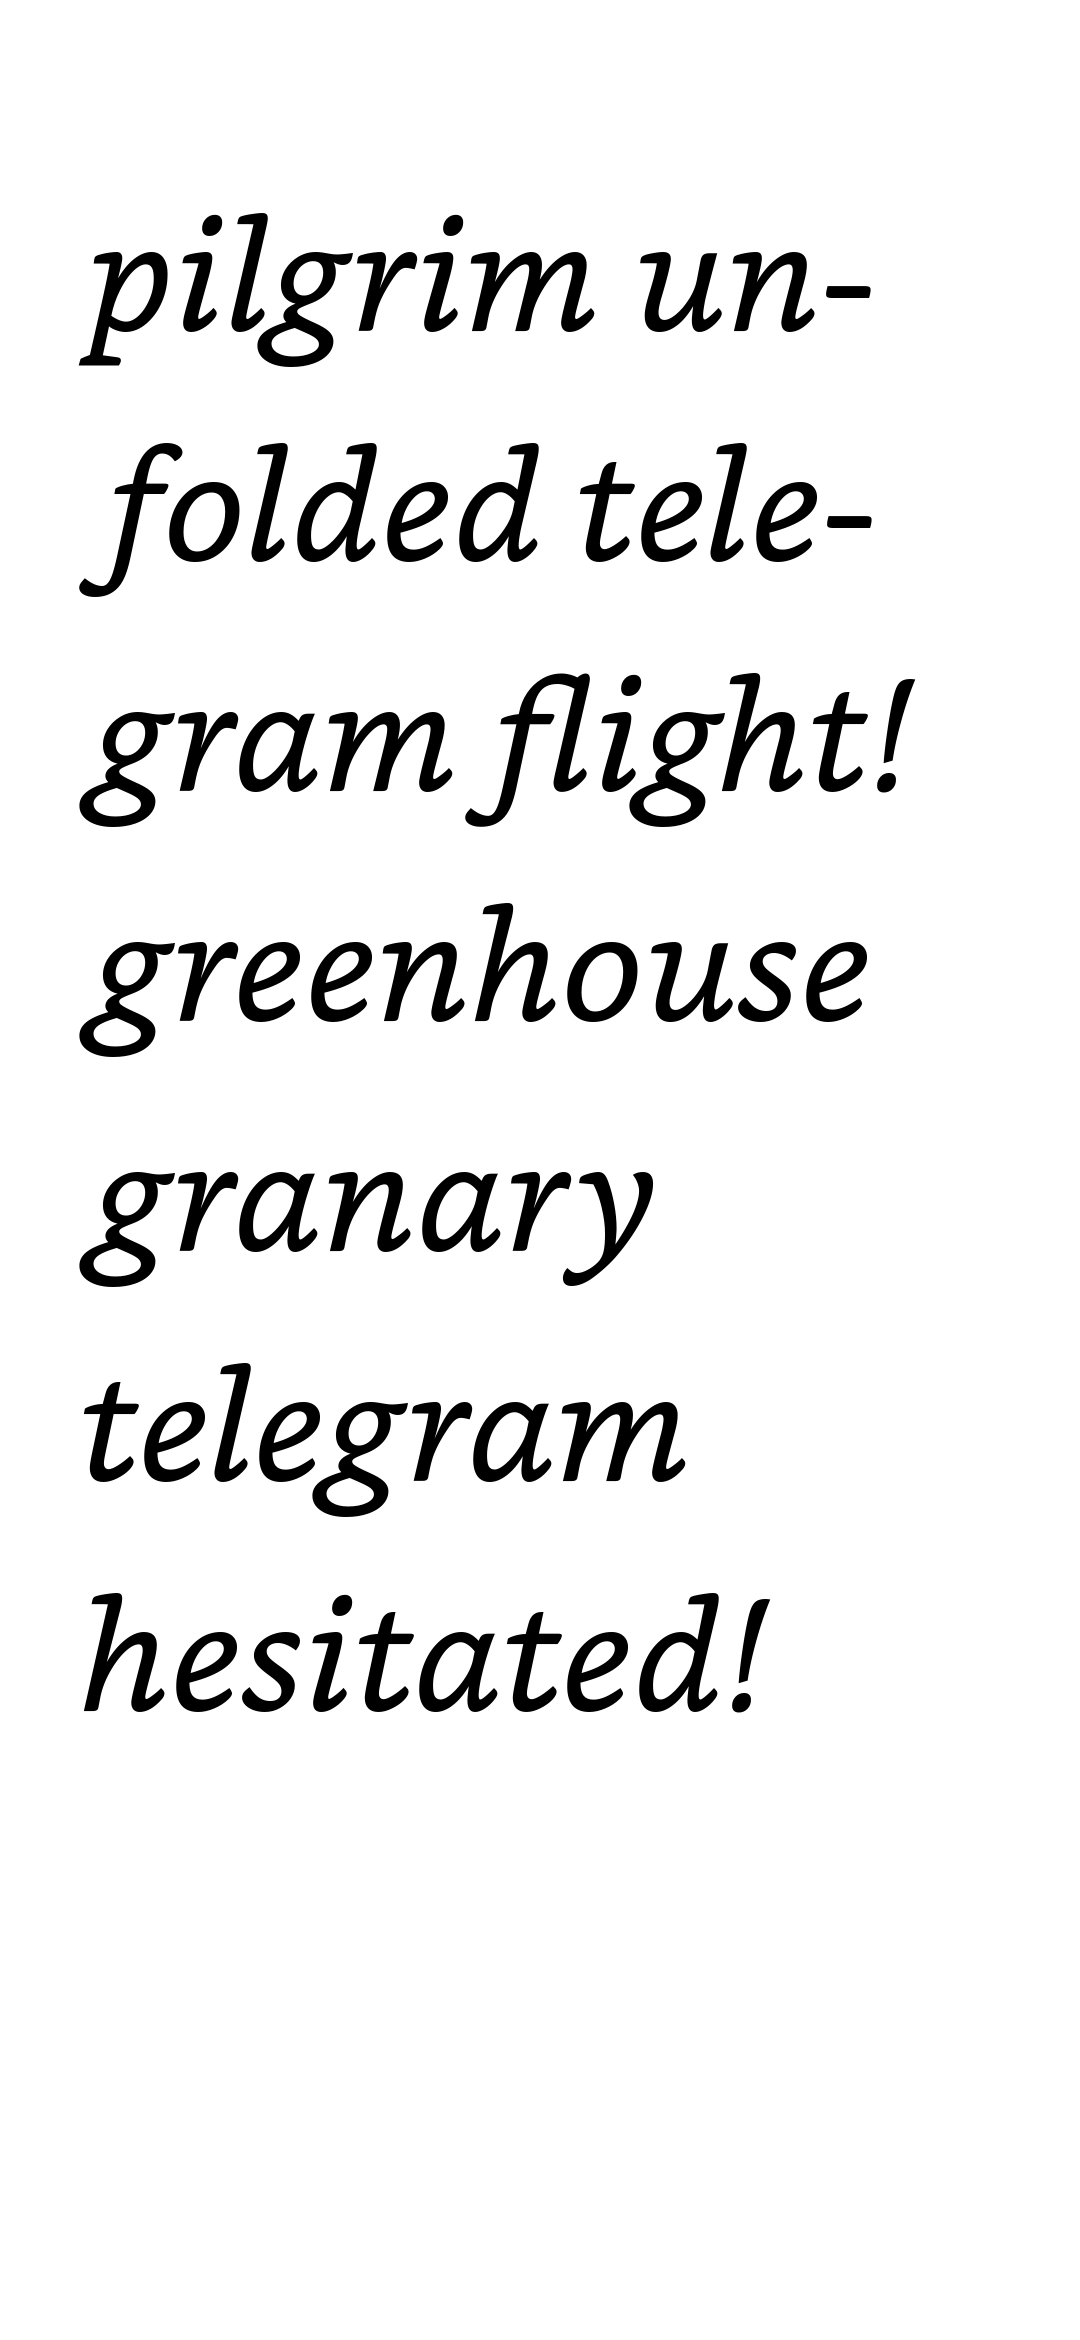 pilgrim un-
folded tele-
gram flight!
greenhouse
granary
telegram
hesitated!